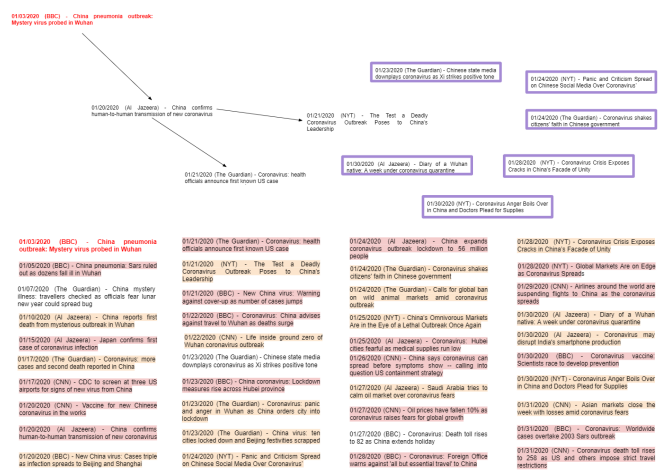 01/03/2020 (BBC) - China pneumonia outbreak:
Mystery virus probed in Wuhan
01/23/2020 (The Guardian) - Chinese state media
downplays coronavirus as Xi strikes positive tone
01/24/2020 (NYT) - Panic and Criticism Spread
on Chinese Social Media Over Coronavirus'
01/20/2020 (Al Jazeera) - China confirms
human-to-human transmission of new coronavirus
01/21/2020 (NYT) - The Test a Deadly
Coronavirus Outbreak Poses to China's
Leadership
01/24/2020 (The Guardian) - Coronavirus shakes
citizens' faith in Chinese government
01/21/2020 (The Guardian) - Coronavirus: health
officials announce first known US case
01/30/2020 (Al Jazeera) - Diary of a Wuhan
native: A week under coronavirus quarantine
01/28/2020 (NYT) - Coronavirus Crisis Exposes
Cracks in China's Facade of Unity
01/30/2020 (NYT) - Coronavirus Anger Boils Over
in China and Doctors Plead for Supplies
01/03/2020 (BBC) - China pneumonia
outbreak: Mystery virus probed in Wuhan
01/05/2020 (BBC) - China pneumonia: Sars ruled
out as dozens fall ill in Wuhan
01/07/2020 (The Guardian) - China mystery
illness: travellers checked as officials fear lunar
new year could spread bug
01/10/2020 (Al Jazeera) - China reports first
death from mysterious outbreak in Wuhan
01/15/2020 (Al Jazeera) - Japan confirms first
case of coronavirus infection
01/17/2020 (The Guardian) - Coronavirus: more
cases and second death reported in China
01/17/2020 (CNN) - CDC to screen at three US
airports for signs of new virus from China
01/20/2020 (CNN) - Vaccine for new Chinese
coronavirus in the works
01/20/2020 (Al Jazeera) - China confirms
human-to-human transmission of new coronavirus
01/20/2020 (BBC) - New China virus: Cases triple
as infection spreads to Beijing and Shanghai
01/21/2020 (The Guardian) - Coronavirus: health
officials announce first known US case
01/21/2020 (NYT) - The Test a Deadly
Coronavirus Outbreak Poses to China's
Leadership
01/21/2020 (BBC) - New China virus: Warning
against cover-up as number of cases jumps
01/22/2020 (BBC) - Coronavirus: China advises
against travel to Wuhan as deaths surge
01/22/2020 (CNN) - Life inside ground zero of
Wuhan coronavirus outbreak
01/23/2020 (The Guardian) - Chinese state media
downplays coronavirus as Xi strikes positive tone
01/23/2020 (BBC) - China coronavirus: Lockdown
measures rise across Hubei province
01/23/2020 (The Guardian) - Coronavirus: panic
and anger in Wuhan as China orders city into
lockdown
01/23/2020 (The Guardian) - China virus: ten
cities locked down and Beijing festivities scrapped
01/24/2020 (NYT) - Panic and Criticism Spread
on Chinese Social Media Over Coronavirus'
01/24/2020 (Al Jazeera) - China expands
coronavirus outbreak lockdown to 56 million
people
01/24/2020 (The Guardian) - Coronavirus shakes
citizens' faith in Chinese government
01/24/2020 (The Guardian) - Calls for global ban
on wild animal markets amid coronavirus
outbreak
01/25/2020 (NYT) - China's Omnivorous Markets
Are in the Eye of a Lethal Outbreak Once Again
01/25/2020 (Al Jazeera) - Coronavirus: Hubei
cities fearful as medical supplies run low
01/26/2020 (CNN) - China says coronavirus can
spread before symptoms show -- calling into
question US containment strategy
01/27/2020 (Al Jazeera) - Saudi Arabia tries to
calm oil market over coronavirus fears
01/27/2020 (CNN) - Oil prices have fallen 10% as
coronavirus raises fears for global growth
01/27/2020 (BBC) - Coronavirus: Death toll rises
to 82 as China extends holiday
01/28/2020 (BBC) - Coronavirus: Foreign Office
warns against 'all but essential travel' to China
01/28/2020 (NYT) - Coronavirus Crisis Exposes
Cracks in China's Facade of Unity
01/28/2020 (NYT) - Global Markets Are on Edge
as Coronavirus Spreads
01/29/2020 (CNN) - Airlines around the world are
suspending flights to China as the coronavirus
spreads
01/30/2020 (Al Jazeera) - Diary of a Wuhan
native: A week under coronavirus quarantine
01/30/2020 (Al Jazeera) - Coronavirus may
disrupt India's smartphone production
01/30/2020 (BBC) - Coronavirus vaccine:
Scientists race to develop prevention
01/30/2020 (NYT) - Coronavirus Anger Boils Over
in China and Doctors Plead for Supplies
01/31/2020 (CNN) - Asian markets close the
week with losses amid coronavirus fears
01/31/2020 (BBC) - Coronavirus: Worldwide
cases overtake 2003 Sars outbreak
01/31/2020 (CNN) - Coronavirus death toll rises
to 258 as US and others impose strict travel
restrictions